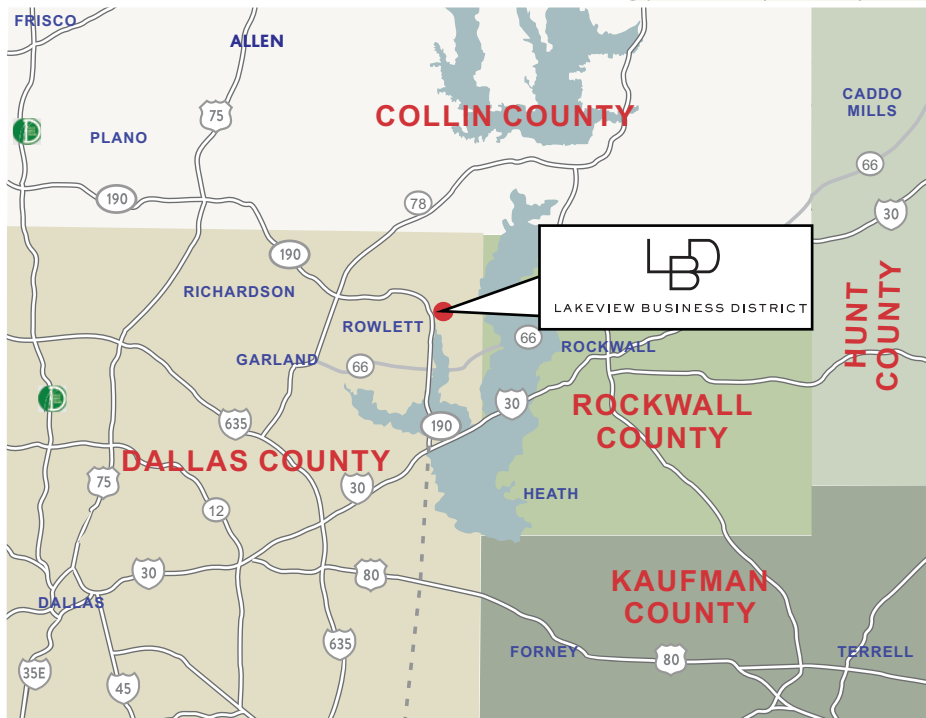 FRISCO
ALLEN
75
COLLIN COUNTY
CADDO
MILLS
PLANO
66
190
78
30
190
LBD
LAKEVIEW BUSINESS DISTRICT
RICHARDSON
ROWLETT
66
ROCKWALL
HUNT
COUNTY
GARLAND
66
30
ROCKWALL
COUNTY
635
190
DALLAS COUNTY
75
30
HEATH
12
30
80
KAUFMAN
COUNTY
DALLAS
635
FORNEY
80
TERRELL
35E
45